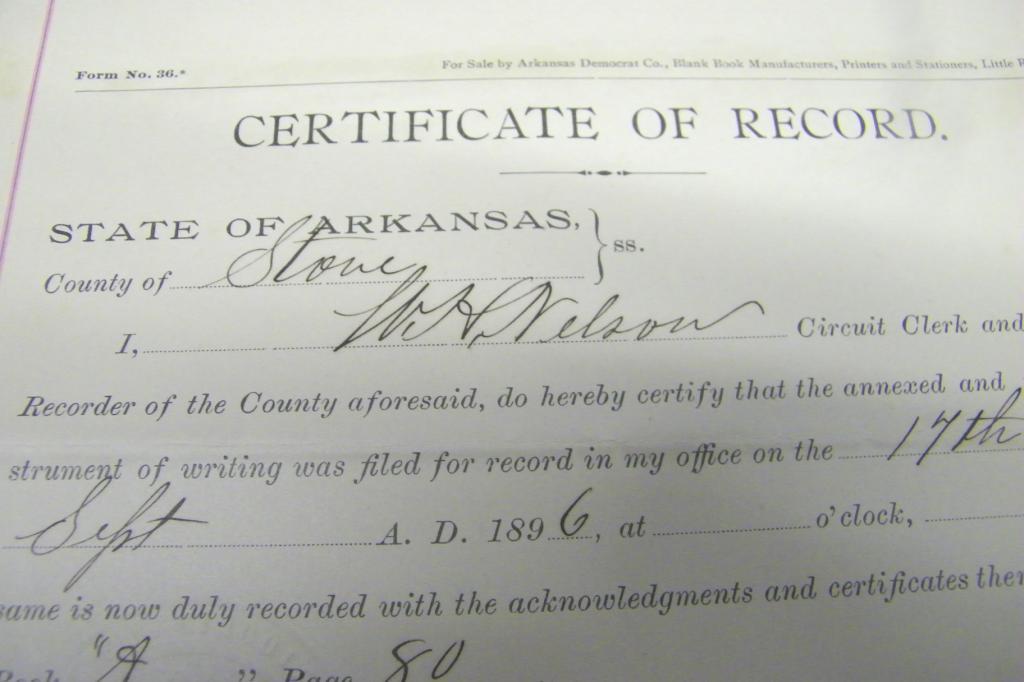 Form No. 36.*
For Sale by Arkansas Democrat Co., Blank Book Manufacturers, Printers and Stationers, Little R
CERTIFICATE OF RECORD.
STATE OF ARKANSAS,
County of Stone } ss.
I, W. A. Nelson Circuit Clerk and
Recorder of the County aforesaid, do hereby certify that the annexed and
strument of writing was filed for record in my office on the 17th
Sept A. D. 1896, at o'clock,
same is now duly recorded with the acknowledgments and certificates ther
Book "A" Page 80